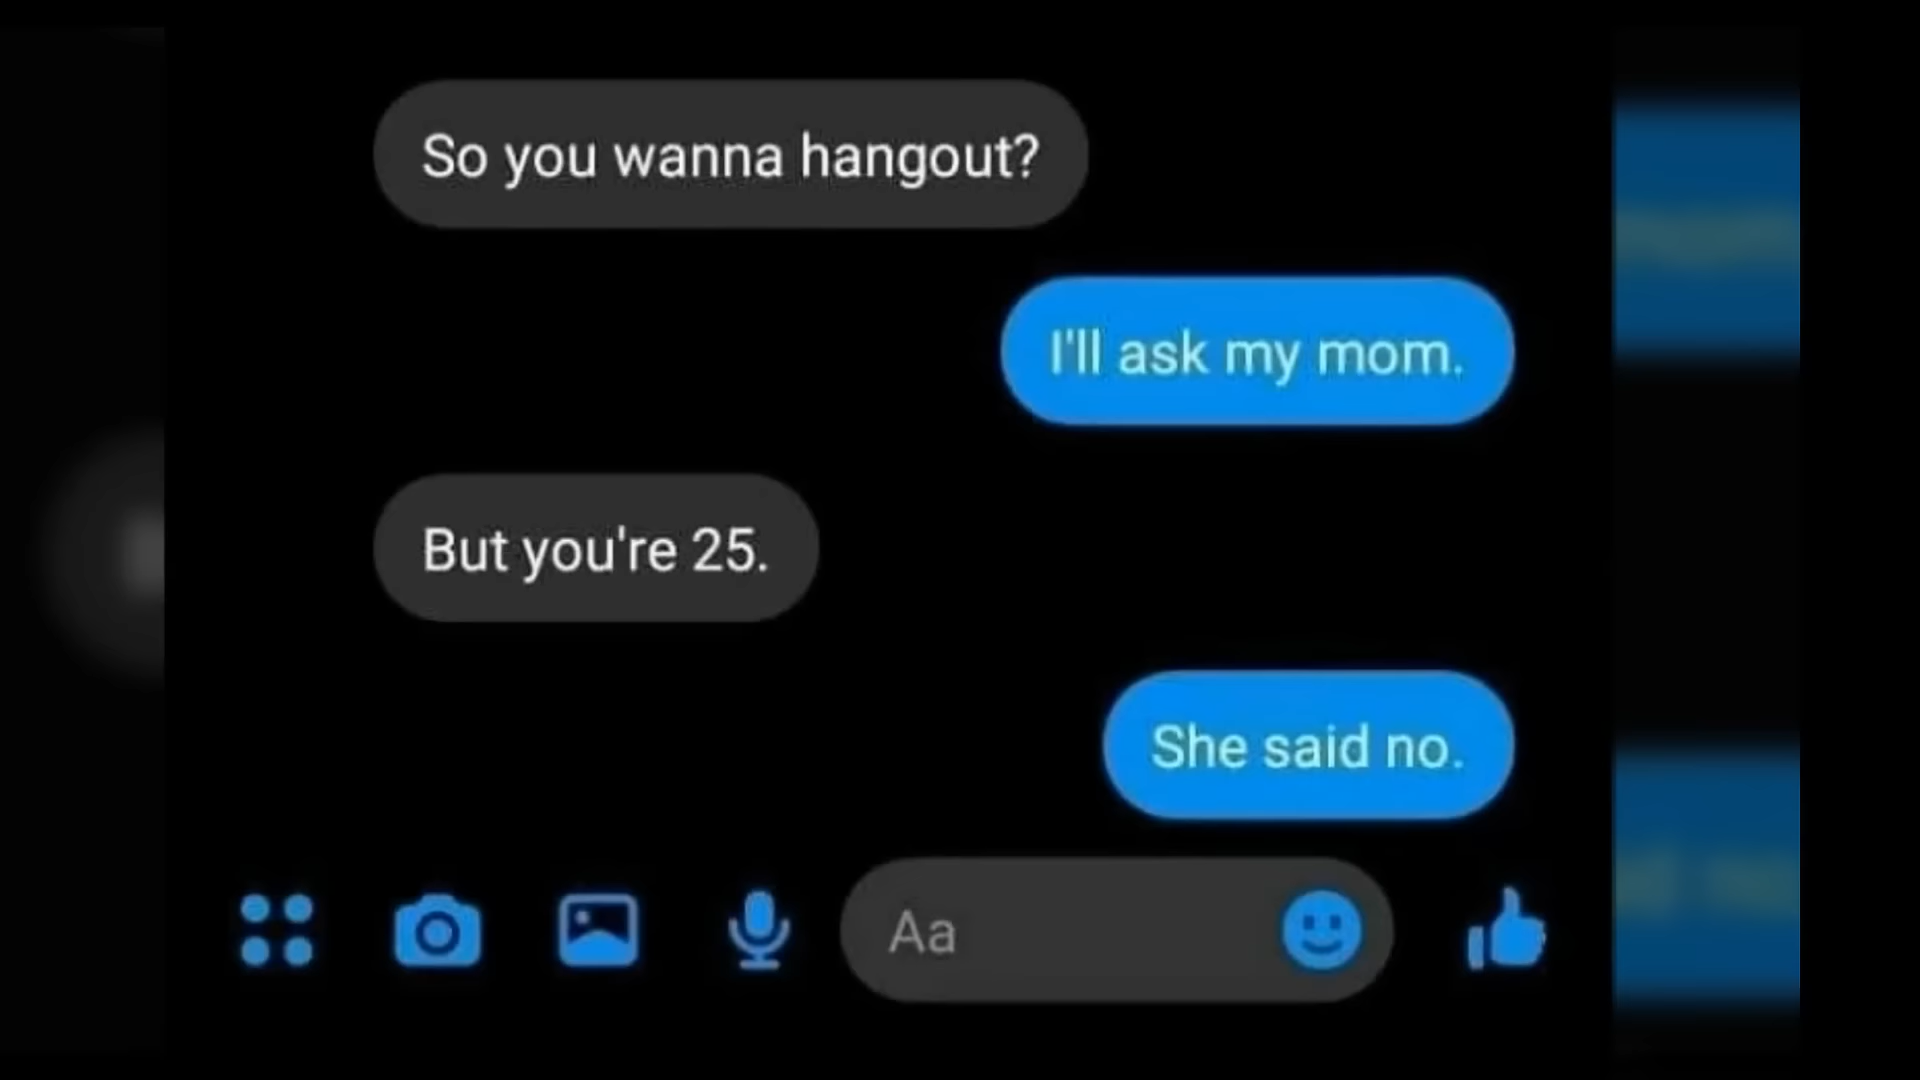 So you wanna hangout?
I'll ask my mom.
But you're 25.
She said no.
Aa